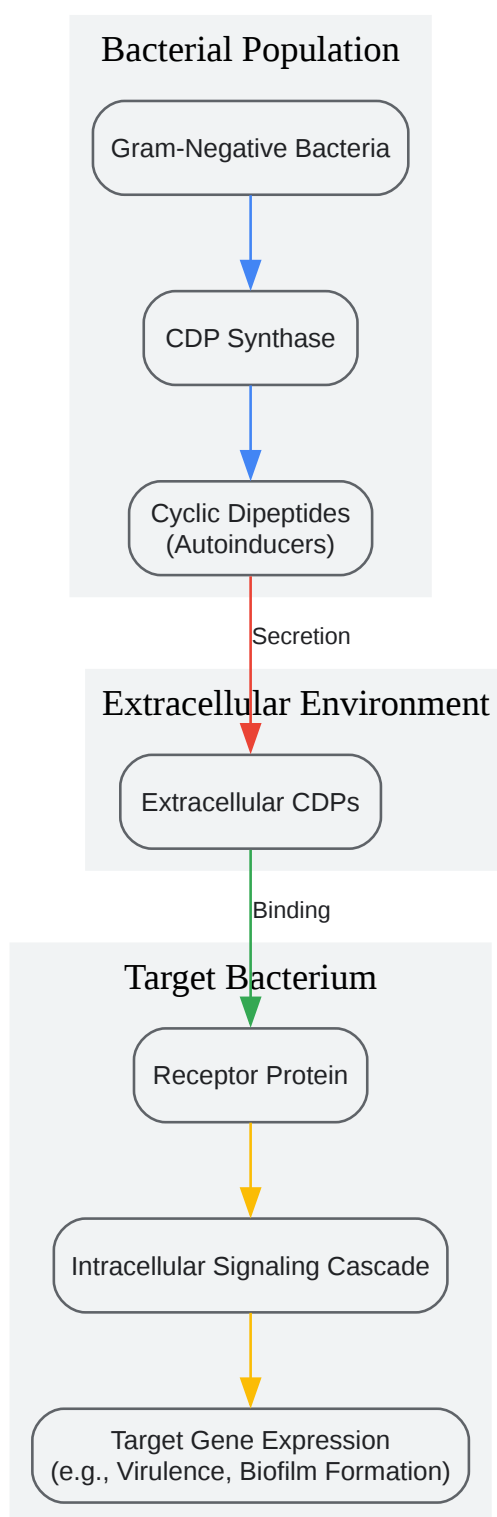 Bacterial Population
Gram-Negative Bacteria
CDP Synthase
Cyclic Dipeptides
(Autoinducers)
Secretion
Extracellular Environment
Extracellular CDPs
Binding
Target Bacterium
Receptor Protein
Intracellular Signaling Cascade
Target Gene Expression
(e.g., Virulence, Biofilm Formation)